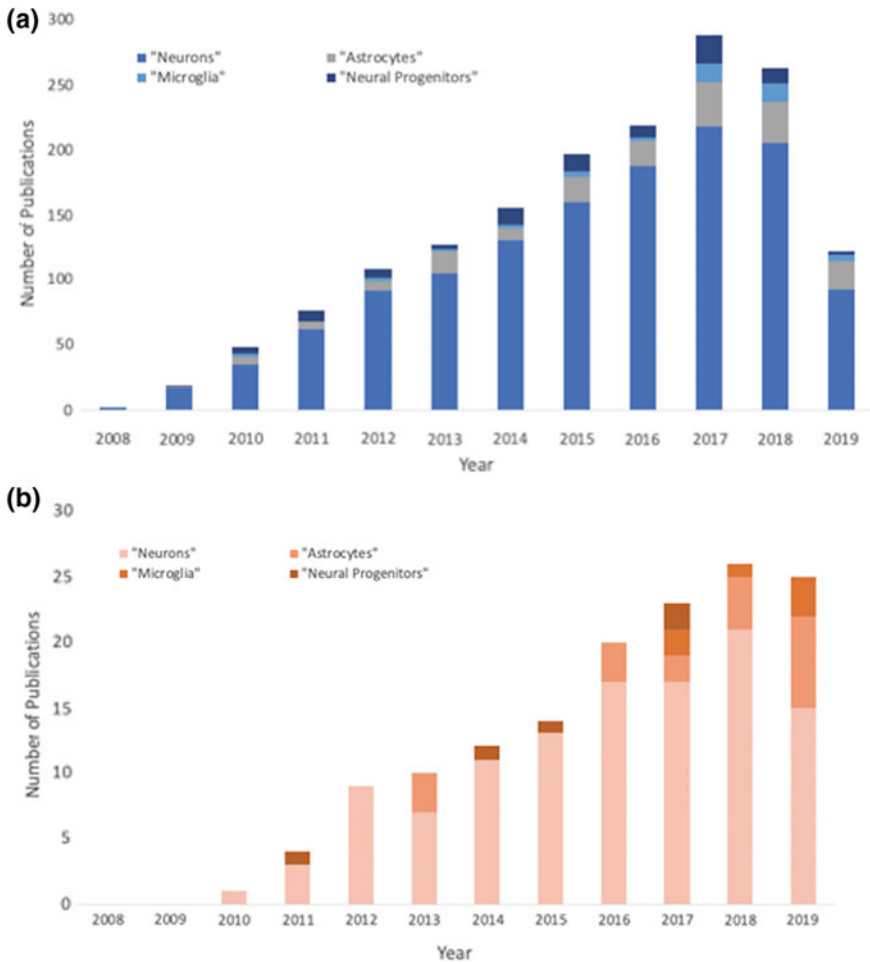 (a)
300
"Neurons" "Astrocytes"
"Microglia" "Neural Progenitors"
250
200
150
100
50
0
Number of Publications
2008 2009 2010 2011 2012 2013 2014 2015 2016 2017 2018 2019
Year
(b)
30
"Neurons" "Astrocytes"
"Microglia" "Neural Progenitors"
25
20
15
10
5
0
Number of Publications
2008 2009 2010 2011 2012 2013 2014 2015 2016 2017 2018 2019
Year